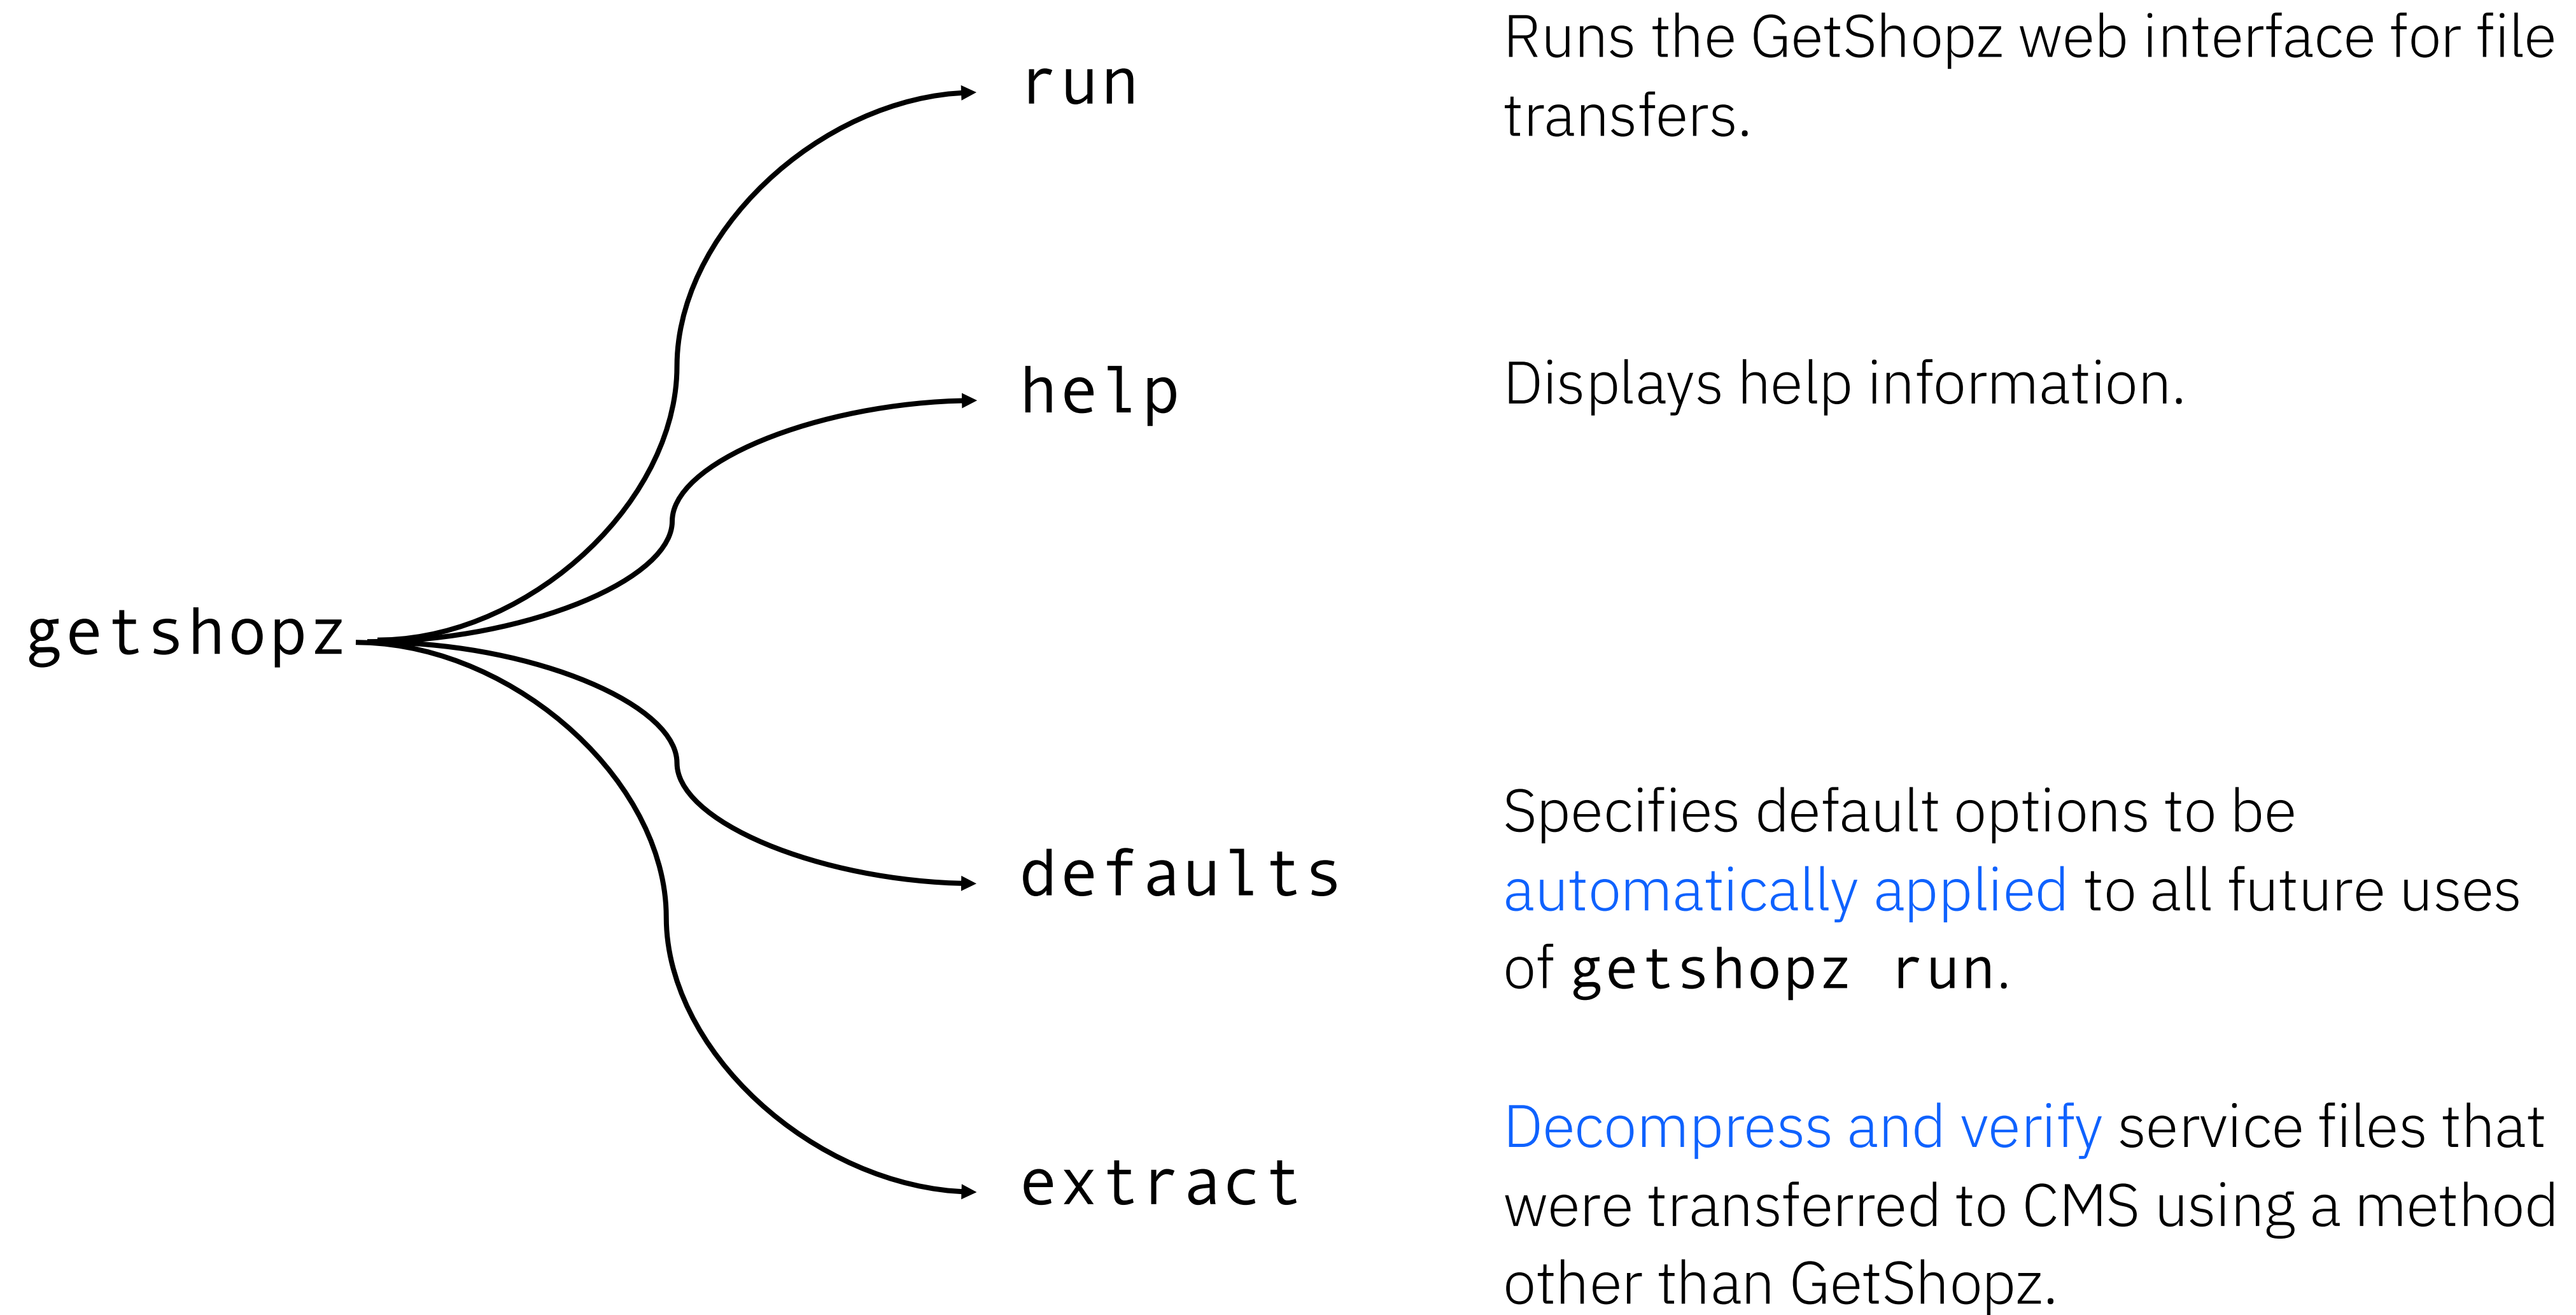 Runs the GetShopz web interface for file
run
transfers.
help
Displays help information.
getshopz
Specifies default options to be
defaults
automatically applied to all future uses
of getshopz run.
Decompress and verify service files that
extract
were transferred to CMS using a method
other than GetShopz.